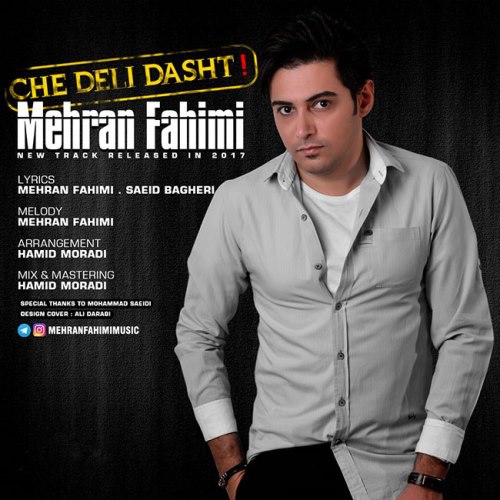 CHE DELI DASHT !
Mehran Fahimi
NEW TRACK RELEASED IN 2017
LYRICS
MEHRAN FAHIMI . SAEID BAGHERI
MELODY
MEHRAN FAHIMI
ARRANGEMENT
HAMID MORADI
MIX & MASTERING
HAMID MORADI
SPECIAL THANKS TO MOHAMMAD SAEIDI
DESIGN COVER : ALI DARABI
MEHRANFAHIMIMUSIC